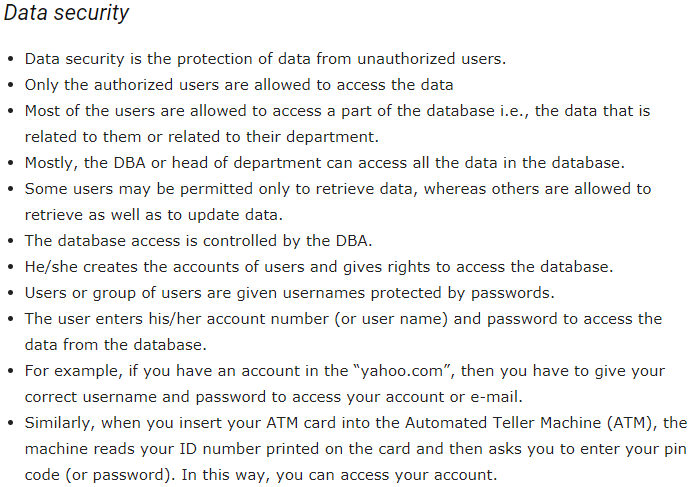 Data security
• Data security is the protection of data from unauthorized users.
• Only the authorized users are allowed to access the data
• Most of the users are allowed to access a part of the database i.e., the data that is
related to them or related to their department.
• Mostly, the DBA or head of department can access all the data in the database.
• Some users may be permitted only to retrieve data, whereas others are allowed to
retrieve as well as to update data.
• The database access is controlled by the DBA.
• He/she creates the accounts of users and gives rights to access the database.
• Users or group of users are given usernames protected by passwords.
• The user enters his/her account number (or user name) and password to access the
data from the database.
• For example, if you have an account in the “yahoo.com”, then you have to give your
correct username and password to access your account or e-mail.
• Similarly, when you insert your ATM card into the Automated Teller Machine (ATM), the
machine reads your ID number printed on the card and then asks you to enter your pin
code (or password). In this way, you can access your account.